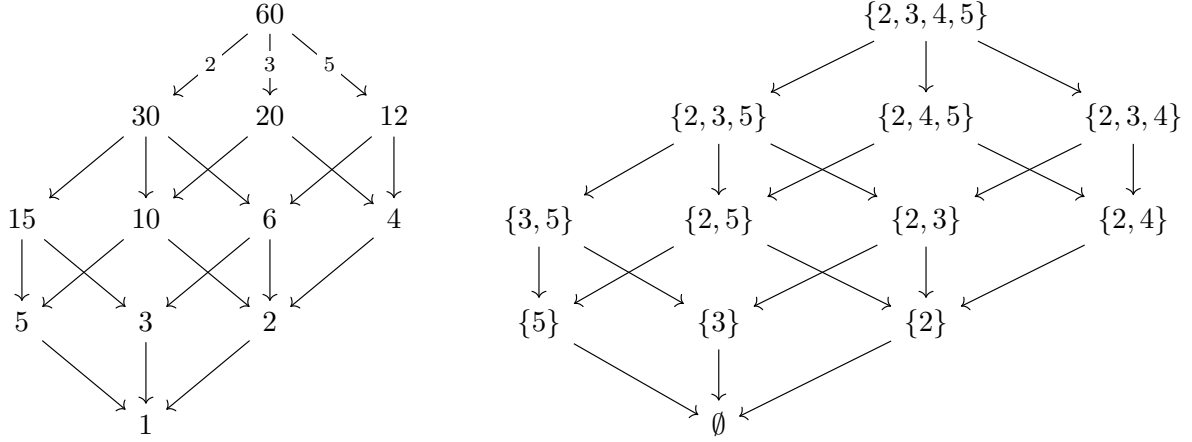 60 {2, 3, 4, 5}
2 3 5
30 20 12 {2, 3, 5} {2, 4, 5} {2, 3, 4}
15 10 6 4 {3, 5} {2, 5} {2, 3} {2, 4}
5 3 2 {5} {3} {2}
1 ∅